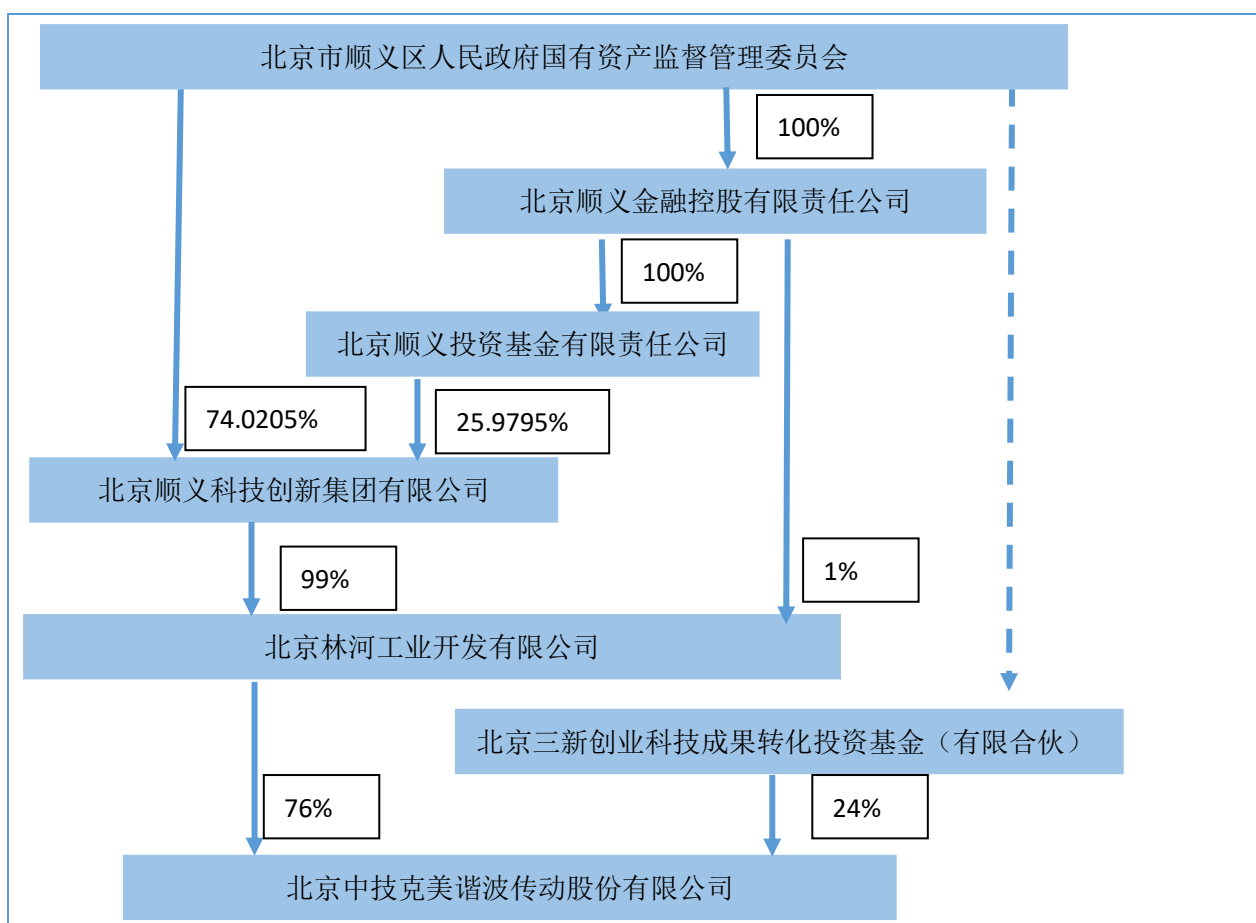 北京市顺义区人民政府国有资产监督管理委员会
100%
北京顺义金融控股有限责任公司
100%
北京顺义投资基金有限责任公司
74.0205%
25.9795%
北京顺义科技创新集团有限公司
99%
1%
北京林河工业开发有限公司
北京三新创业科技成果转化投资基金（有限合伙）
76%
24%
北京中技克美谐波传动股份有限公司